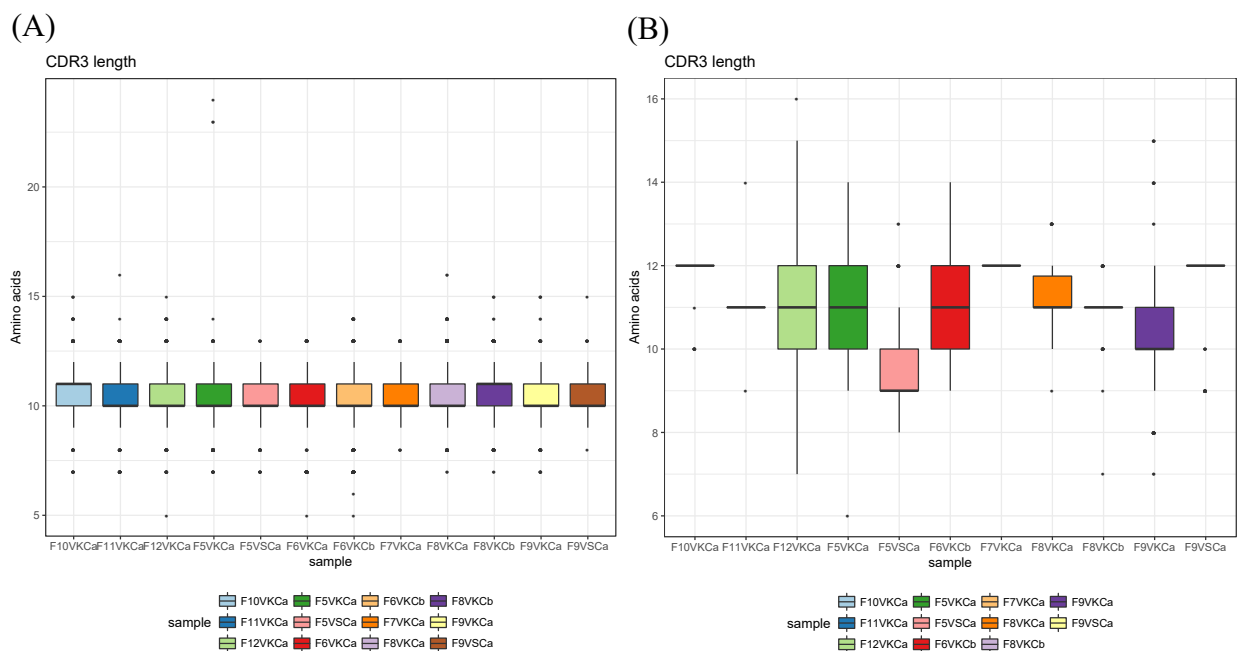 (A)
CDR3 length
Amino acids
20
15
10
5
F10VKCa F11VKCa F12VKCa F5VKCa F5VSCa F6VKCa F6VKCb F7VKCa F8VKCa F8VKCb F9VKCa F9VSCa
sample
sample
F10VKCa F5VKCa F6VKCb F8VKCb
F11VKCa F5VSCa F7VKCa F9VKCa
F12VKCa F6VKCa F8VKCa F9VSCa
(B)
CDR3 length
Amino acids
16
14
12
10
8
6
F10VKCa F11VKCa F12VKCa F5VKCa F5VSCa F6VKCb F7VKCa F8VKCa F8VKCb F9VKCa F9VSCa
sample
sample
F10VKCa F5VKCa F7VKCa F9VKCa
F11VKCa F5VSCa F8VKCa F9VSCa
F12VKCa F6VKCb F8VKCb